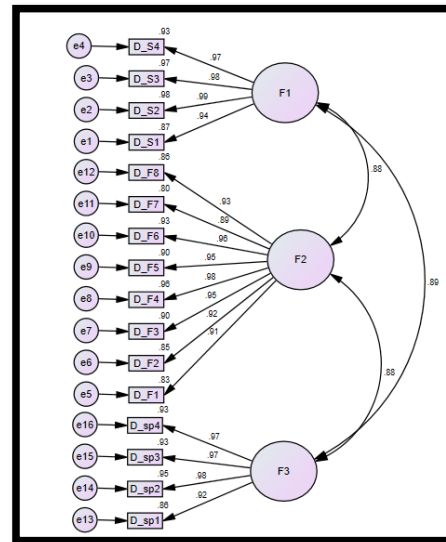 .93
e4 D_S4 .97
.97
e3 D_S3 .98 F1
.98
e2 D_S2 .99
.87
e1 D_S1 .94
.86
e12 D_F8
.80 .88
e11 D_F7 .93
.93 .89
e10 D_F6 .96
.90
e9 D_F5 .95 F2
.96
e8 D_F4 .98 .89
.90 .95
e7 D_F3 .92
.85 .91
e6 D_F2 .88
.83
e5 D_F1
.93
e16 D_sp4 .97
.93
e15 D_sp3 .97 F3
.95
e14 D_sp2 .98
.86
e13 D_sp1 .92